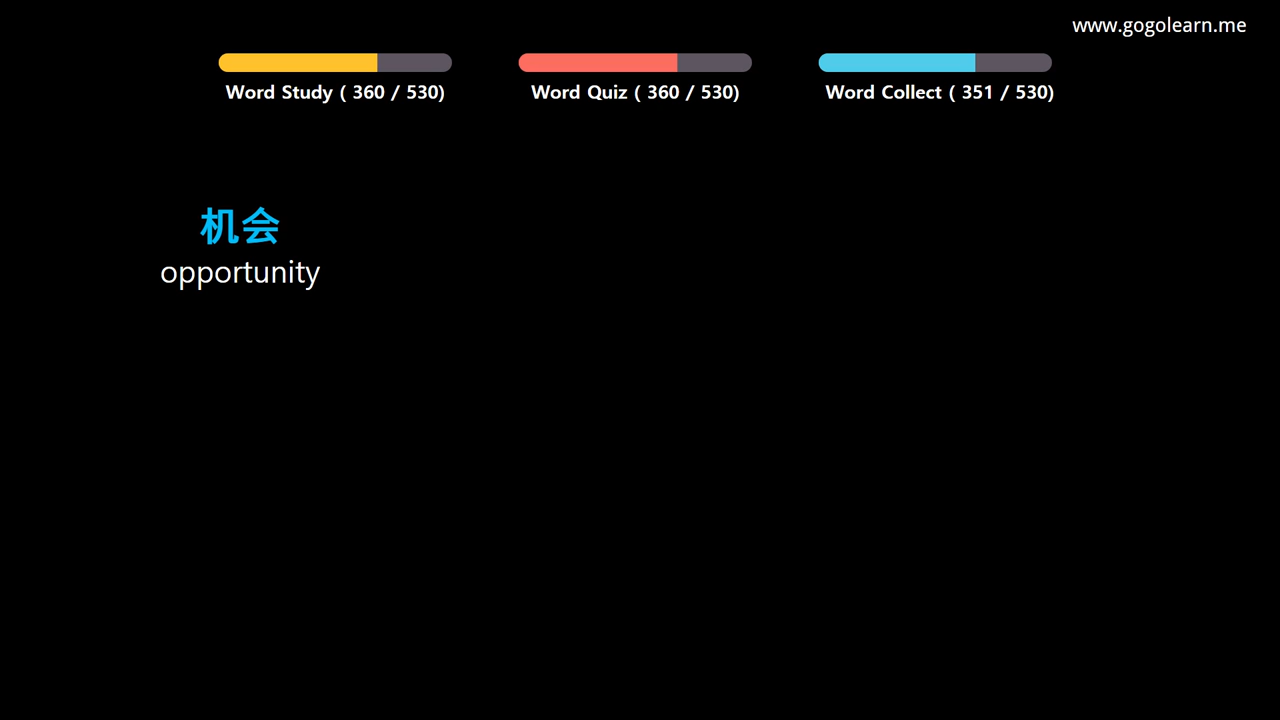 www.gogolearn.me
Word Study ( 360 / 530)
Word Quiz ( 360 / 530)
Word Collect ( 351 / 530)
机会
opportunity